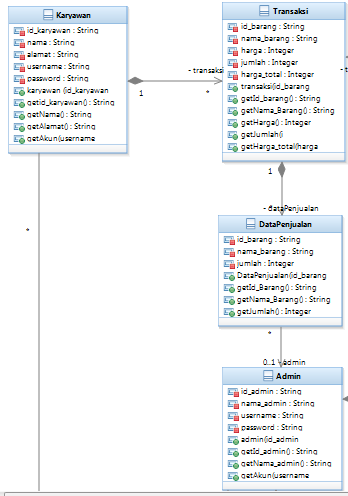 Karyawan
id_karyawan : String
nama : String
alamat : String
username : String
password : String
karyawan (id_karyawan
getid_karyawan() : String
getNama() : String
getAlamat() : String
getAkun(username
- transaksi
1
*
*
Transaksi
id_barang : String
nama_barang : String
harga : Integer
jumlah : Integer
harga_total : Integer
transaksi(id_barang
getId_barang() : String
getNama_Barang() : String
getHarga() : Integer
getJumlah(i
getHarga_total(harga
- t
1
- dataPenjualan
*
DataPenjualan
id_barang : String
nama_barang : String
jumlah : Integer
DataPenjualan(id_barang
getId_Barang() : String
getNama_Barang() : String
getJumlah() : Integer
*
0..1 \admin
Admin
id_admin : String
nama_admin : String
username : String
password : String
admin(id_admin
getId_admin() : String
getNama_admin() : String
getAkun(username